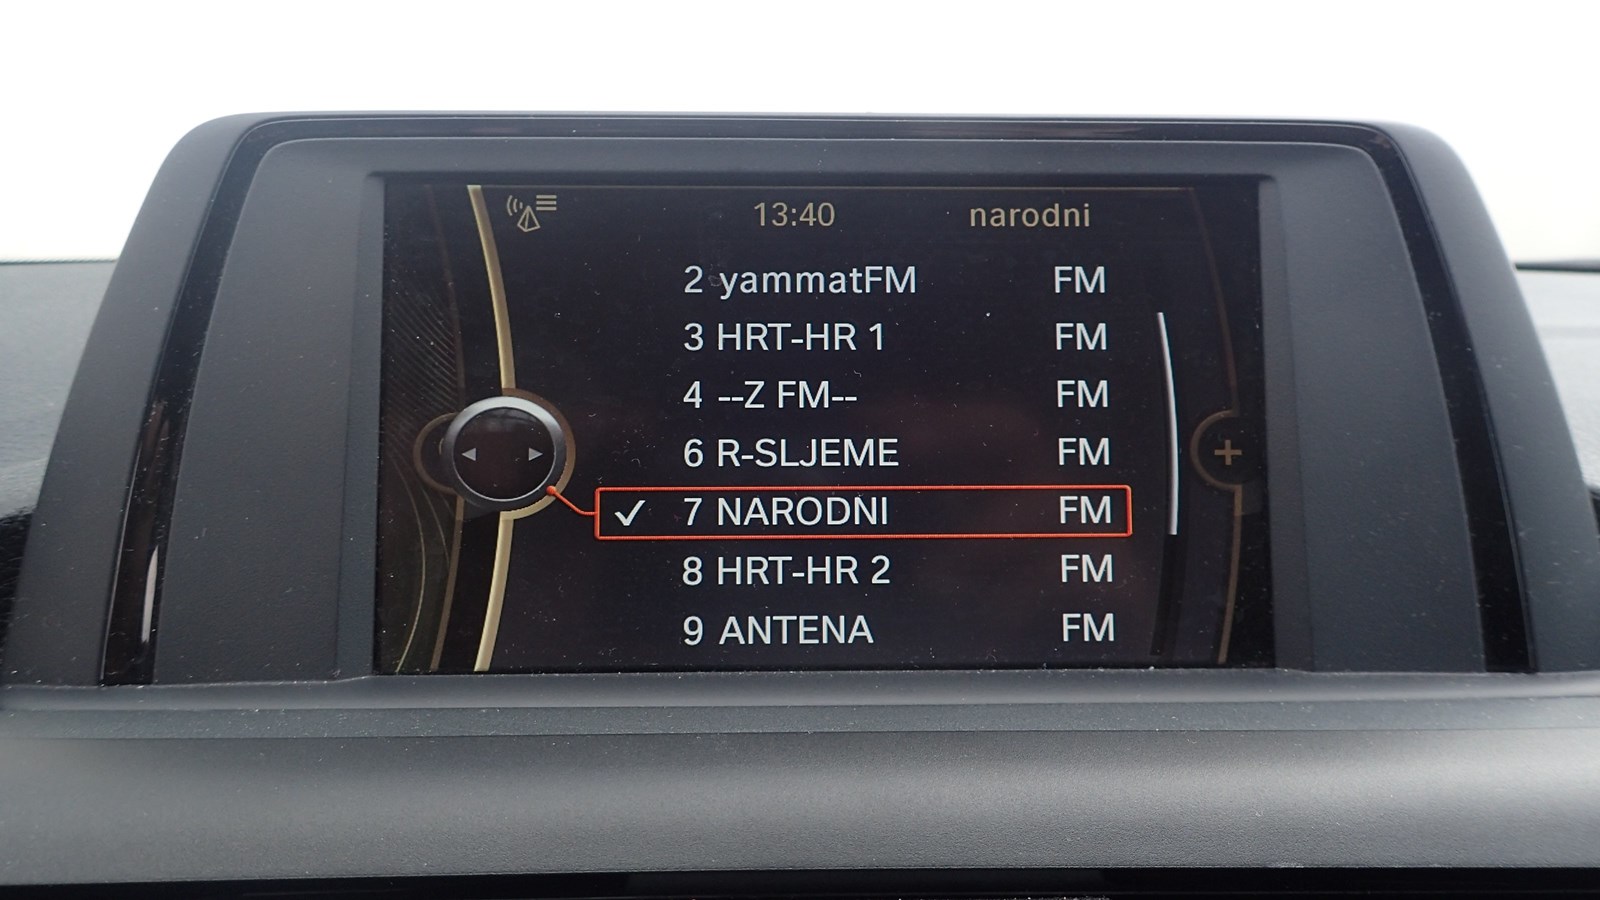 13:40 narodni
2 yammatFM FM
3 HRT-HR 1 FM
4 --Z FM-- FM
6 R-SLJEME FM
7 NARODNI FM
8 HRT-HR 2 FM
9 ANTENA FM